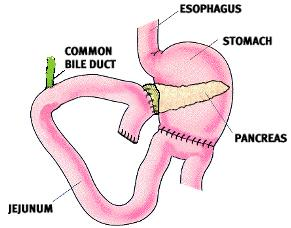 ESOPHAGUS
STOMACH
COMMON
BILE DUCT
PANCREAS
JEJUNUM